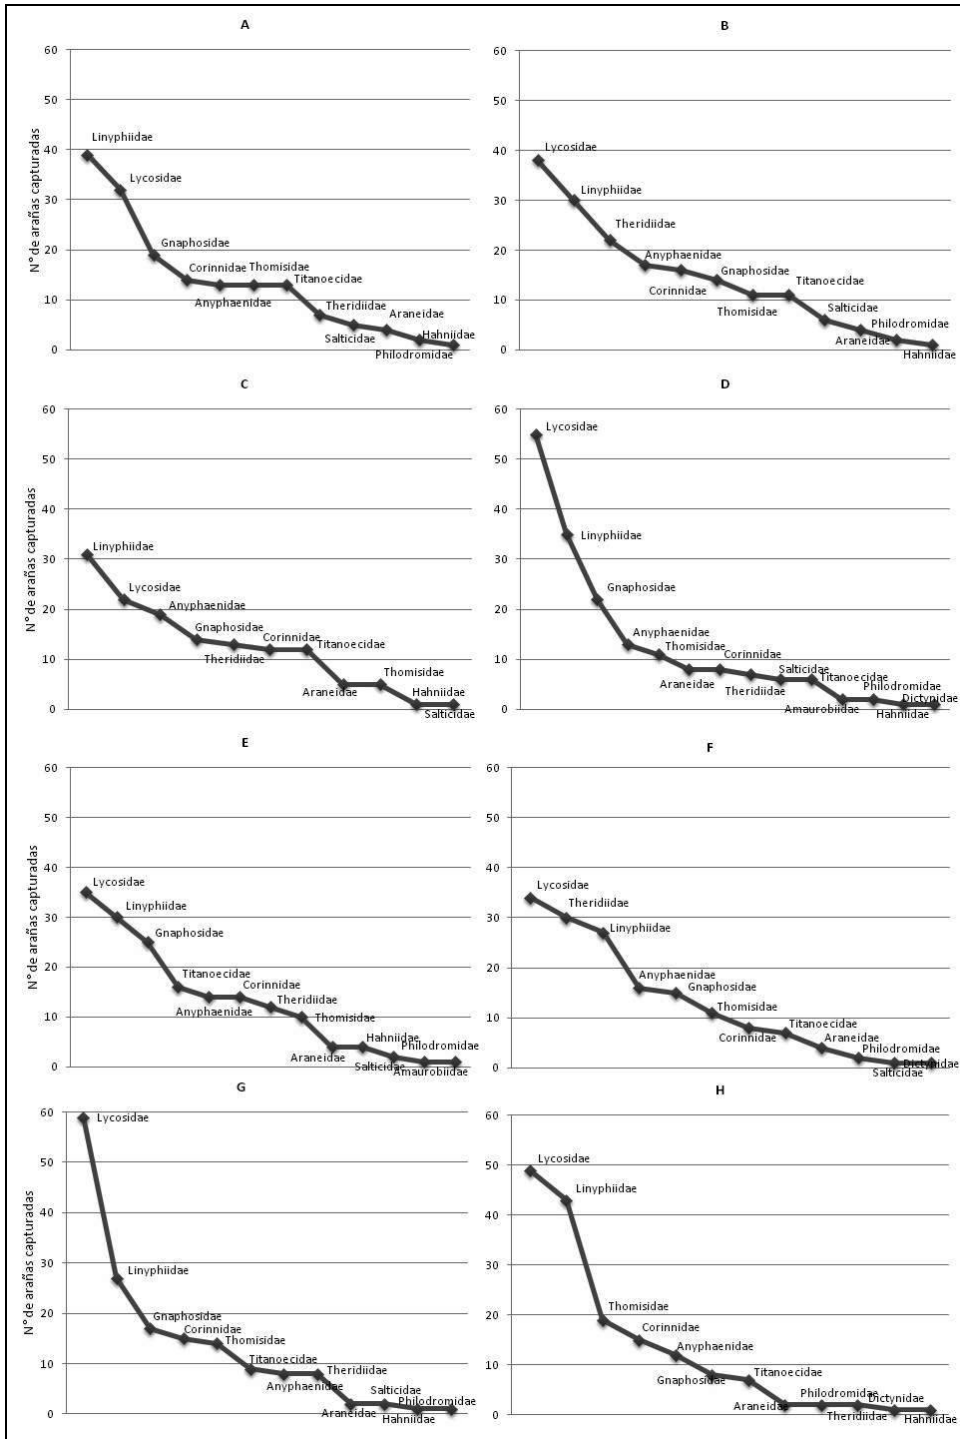 A
60
50
40
30
20
10
0
N° de arañas capturadas
Linyphiidae
Lycosidae
Gnaphosidae
Corinnidae
Anyphaenidae
Thomisidae
Titanoecidae
Theridiidae
Salticidae
Araneidae
Philodromidae
Hahniidae
B
60
50
40
30
20
10
0
Lycosidae
Linyphiidae
Theridiidae
Anyphaenidae
Corinnidae
Gnaphosidae
Thomisidae
Titanoecidae
Salticidae
Araneidae
Philodromidae
Hahniidae
C
60
50
40
30
20
10
0
N° de arañas capturadas
Linyphiidae
Lycosidae
Anyphaenidae
Gnaphosidae
Theridiidae
Corinnidae
Titanoecidae
Araneidae
Thomisidae
Hahniidae
Salticidae
D
60
50
40
30
20
10
0
Lycosidae
Linyphiidae
Gnaphosidae
Anyphaenidae
Thomisidae
Araneidae
Corinnidae
Theridiidae
Salticidae
Titanoecidae
Amaurobiidae
Philodromidae
Hahniidae
Dictynidae
E
60
50
40
30
20
10
0
N° de arañas capturadas
Lycosidae
Linyphiidae
Gnaphosidae
Titanoecidae
Anyphaenidae
Corinnidae
Theridiidae
Thomisidae
Araneidae
Hahniidae
Salticidae
Philodromidae
Amaurobiidae
F
60
50
40
30
20
10
0
Lycosidae
Theridiidae
Linyphiidae
Anyphaenidae
Gnaphosidae
Thomisidae
Corinnidae
Titanoecidae
Araneidae
Philodromidae
Salticidae
Dictynidae
G
60
50
40
30
20
10
0
N° de arañas capturadas
Lycosidae
Linyphiidae
Gnaphosidae
Corinnidae
Thomisidae
Titanoecidae
Anyphaenidae
Theridiidae
Araneidae
Salticidae
Philodromidae
Hahniidae
H
60
50
40
30
20
10
0
Lycosidae
Linyphiidae
Thomisidae
Corinnidae
Anyphaenidae
Gnaphosidae
Titanoecidae
Araneidae
Philodromidae
Theridiidae
Dictynidae
Hahniidae